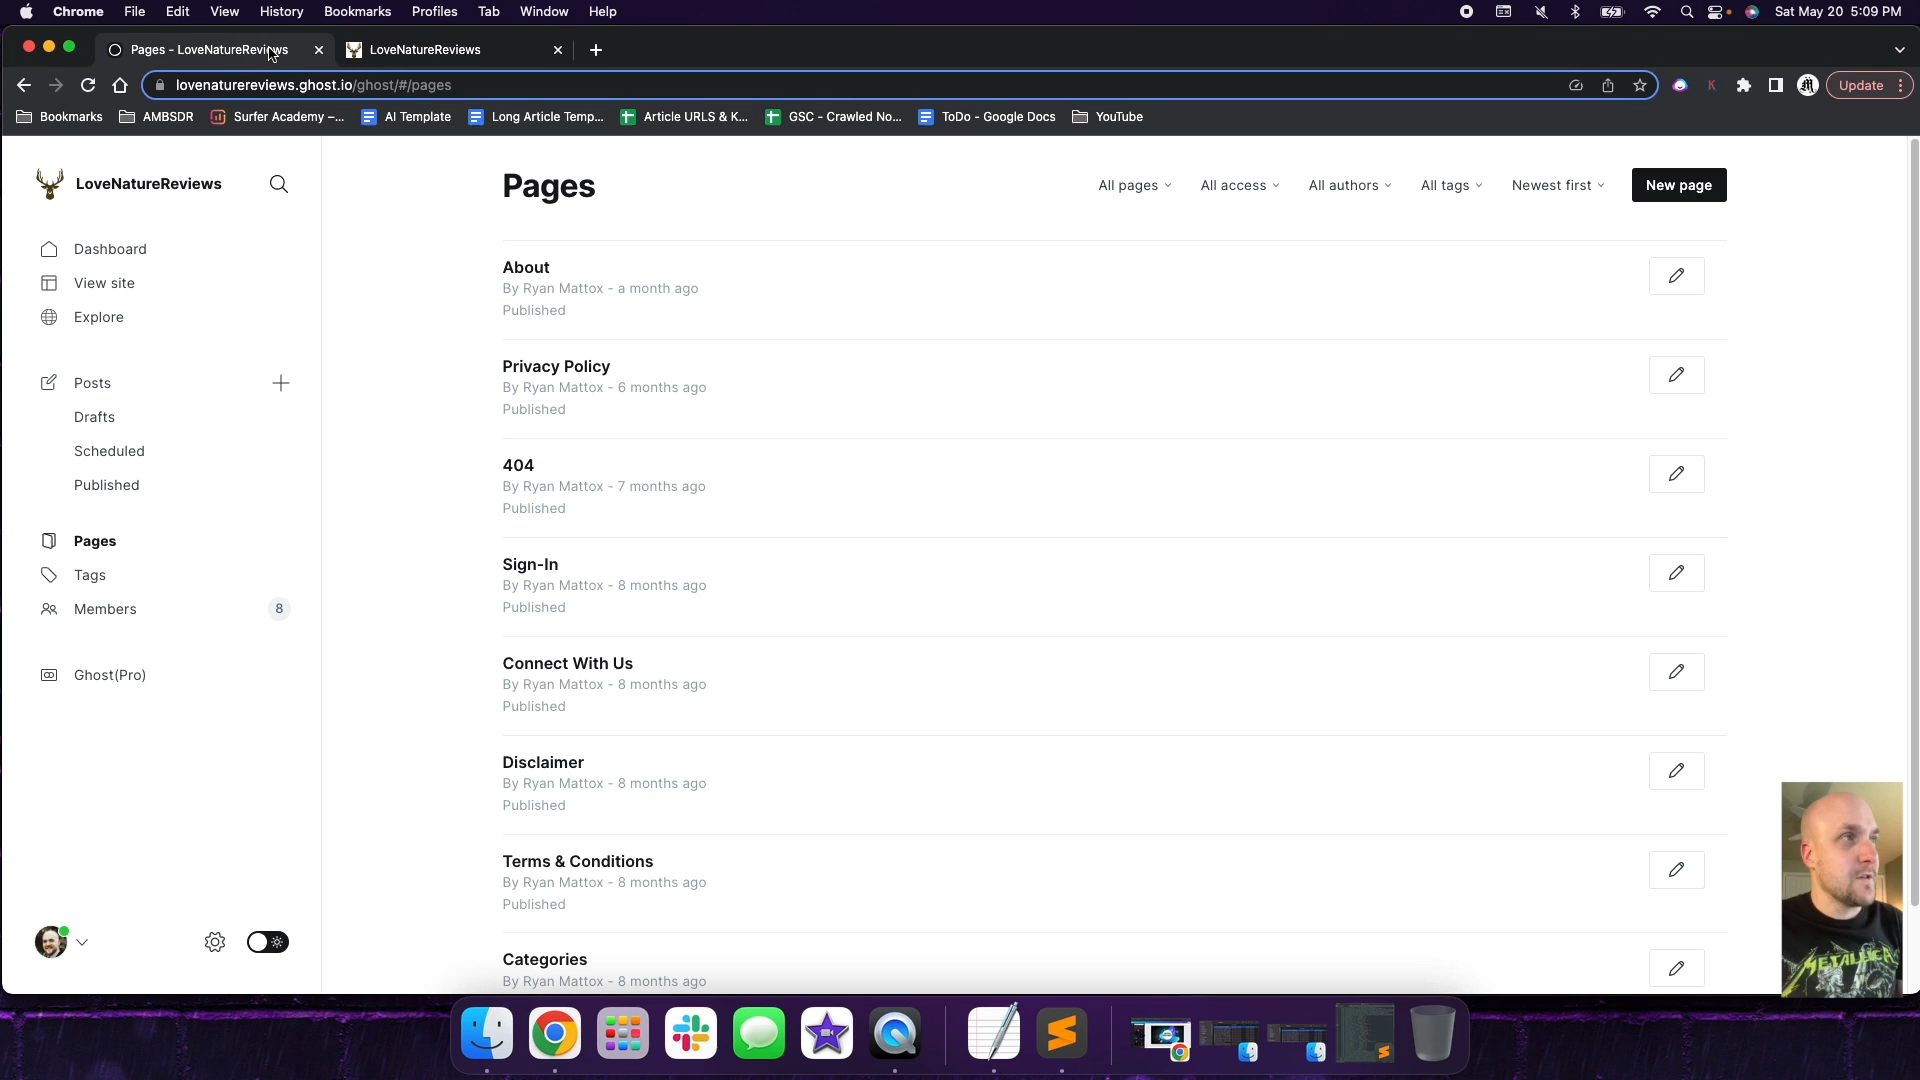 Chrome File Edit View History Bookmarks Profiles Tab Window Help Sat May 20 5:09 PM
Pages - LoveNatureReviews LoveNatureReviews
lovenaturereviews.ghost.io/ghost/#/pages Update
Bookmarks AMBSDR Surfer Academy –... AI Template Long Article Temp... Article URLS & K... GSC - Crawled No... ToDo - Google Docs YouTube
LoveNatureReviews
Dashboard
View site
Explore
Posts
Drafts
Scheduled
Published
Pages
Tags
Members 8
Ghost(Pro)
Pages All pages All access All authors All tags Newest first New page
About
By Ryan Mattox - a month ago
Published
Privacy Policy
By Ryan Mattox - 6 months ago
Published
404
By Ryan Mattox - 7 months ago
Published
Sign-In
By Ryan Mattox - 8 months ago
Published
Connect With Us
By Ryan Mattox - 8 months ago
Published
Disclaimer
By Ryan Mattox - 8 months ago
Published
Terms & Conditions
By Ryan Mattox - 8 months ago
Published
Categories
By Ryan Mattox - 8 months ago
METALLICA